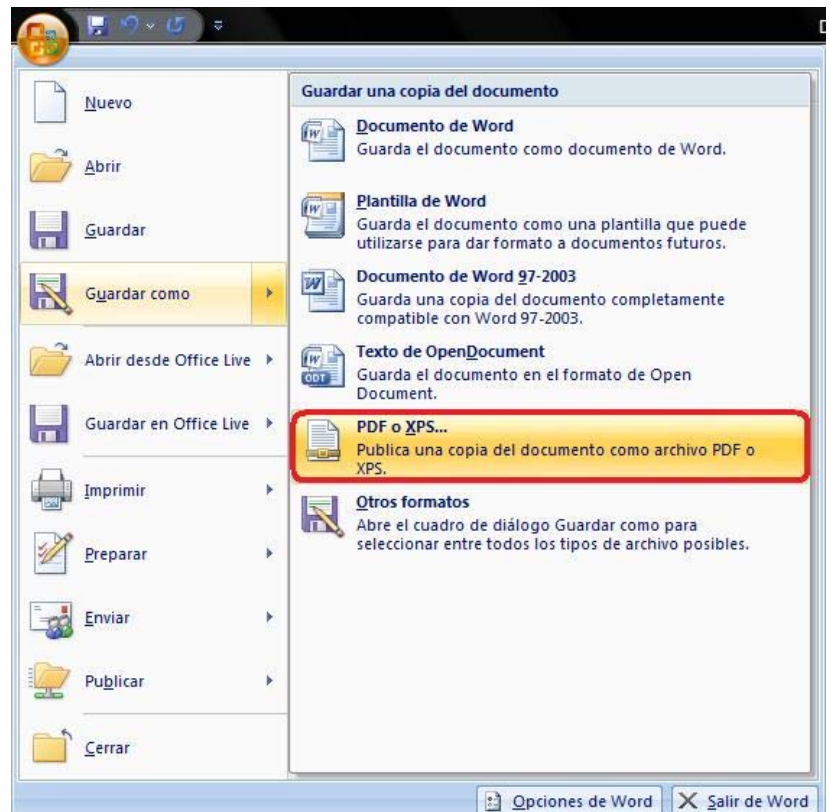 Nuevo
Abrir
Guardar
Guardar como
Abrir desde Office Live
Guardar en Office Live
Imprimir
Preparar
Enviar
Publicar
Cerrar
Guardar una copia del documento
Documento de Word
Guarda el documento como documento de Word.
Plantilla de Word
Guarda el documento como una plantilla que puede
utilizarse para dar formato a documentos futuros.
Documento de Word 97-2003
Guarda una copia del documento completamente
compatible con Word 97-2003.
Texto de OpenDocument
Guarda el documento en el formato de Open
Document.
PDF o XPS...
Publica una copia del documento como archivo PDF o
XPS.
Otros formatos
Abre el cuadro de diálogo Guardar como para
seleccionar entre todos los tipos de archivo posibles.
Opciones de Word
Salir de Word